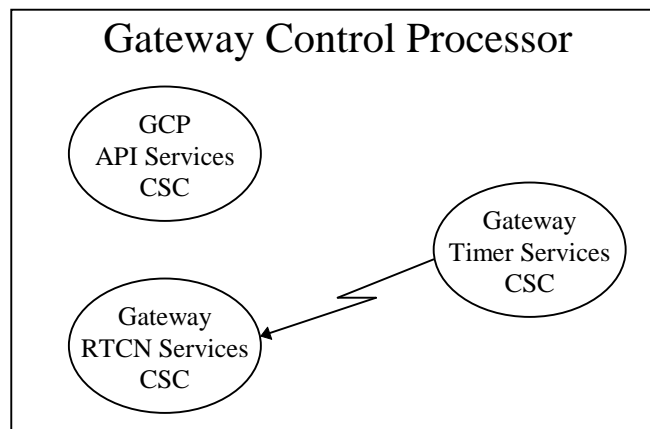 Gateway Control Processor
GCP
API Services
CSC
Gateway
Timer Services
CSC
Gateway
RTCN Services
CSC